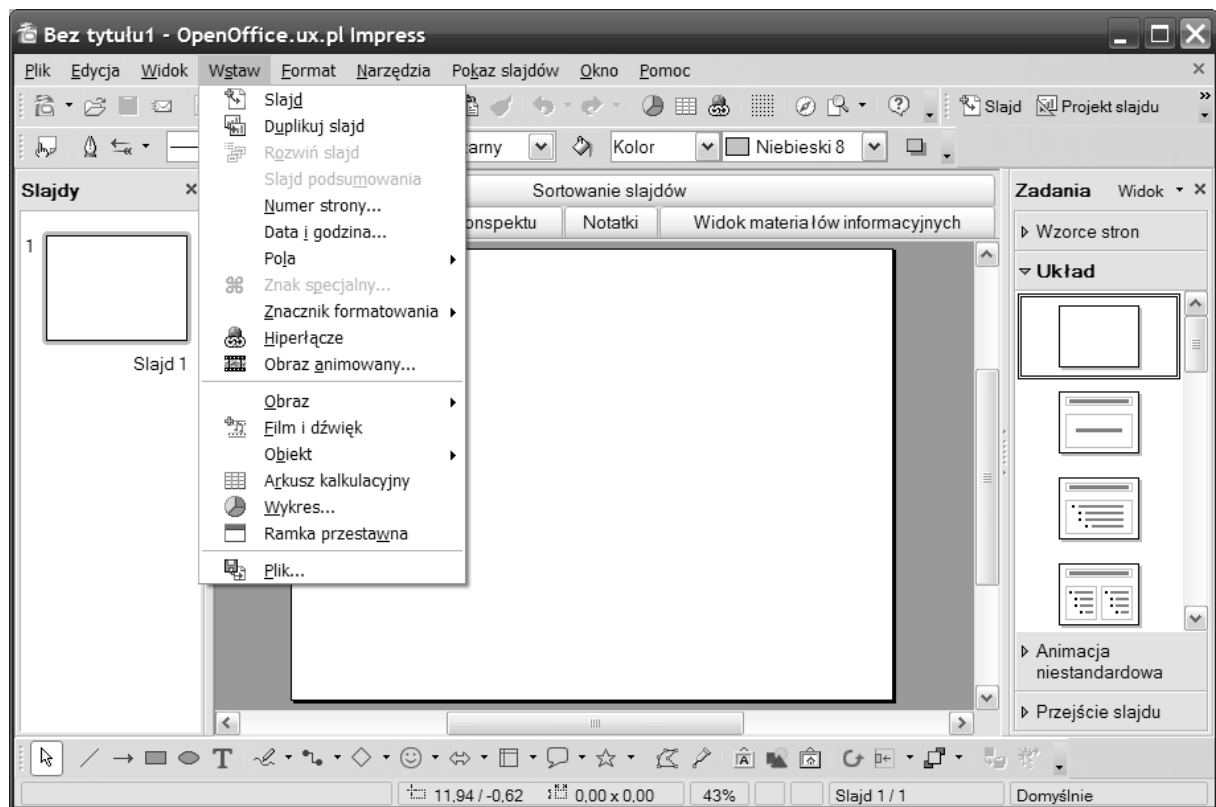 Bez tytułu1 - OpenOffice.ux.pl Impress
Plik Edycja Widok Wstaw Format Narzędzia Pokaz slajdów Okno Pomoc
Slajd Projekt slajdu
Kolor Niebieski 8
Slajd
Duplikuj slajd
Rozwiń slajd
Slajd podsumowania
Numer strony...
Data i godzina...
Pola
Znak specjalny...
Znacznik formatowania
Hiperłącze
Obraz animowany...
Obraz
Film i dźwięk
Obiekt
Arkusz kalkulacyjny
Wykres...
Ramka przestawna
Plik...
Slajdy
1
Slajd 1
Sortowanie slajdów
onspektu Notatki Widok materiałów informacyjnych
Zadania Widok
Wzorce stron
Układ
Animacja
niestandardowa
Przejście slajdu
11,94 / -0,62 0,00 x 0,00 43% Slajd 1 / 1 Domyślnie